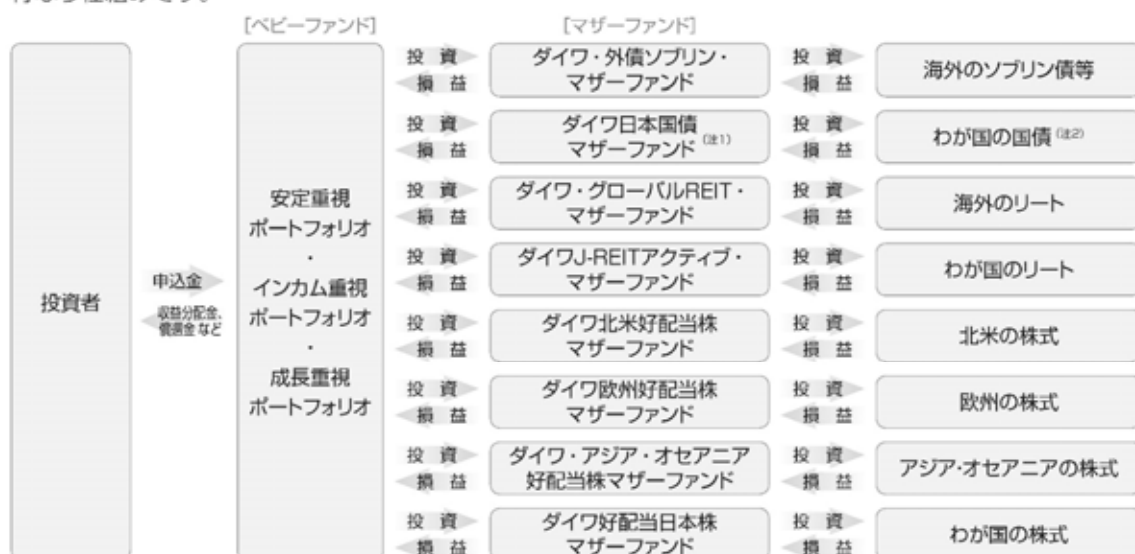 [ベビーファンド]
[マザーファンド]
投資者
申込金
収益分配金、
償還金 など
安定重視
ポートフォリオ
・
インカム重視
ポートフォリオ
・
成長重視
ポートフォリオ
投 資
損 益
ダイワ・外債ソブリン・
マザーファンド
投 資
損 益
海外のソブリン債等
投 資
損 益
ダイワ日本国債
マザーファンド (注1)
投 資
損 益
わが国の国債 (注2)
投 資
損 益
ダイワ・グローバルREIT・
マザーファンド
投 資
損 益
海外のリート
投 資
損 益
ダイワJ-REITアクティブ・
マザーファンド
投 資
損 益
わが国のリート
投 資
損 益
ダイワ北米好配当株
マザーファンド
投 資
損 益
北米の株式
投 資
損 益
ダイワ欧州好配当株
マザーファンド
投 資
損 益
欧州の株式
投 資
損 益
ダイワ・アジア・オセアニア
好配当株マザーファンド
投 資
損 益
アジア・オセアニアの株式
投 資
損 益
ダイワ好配当日本株
マザーファンド
投 資
損 益
わが国の株式